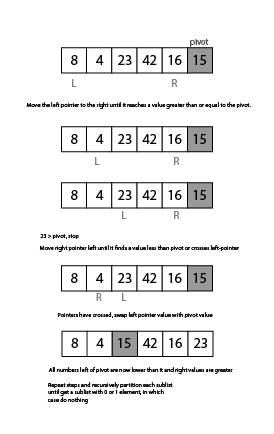 pivot
8 4 23 42 16 15
L R
Move the left pointer to the right until it reaches a value greater than or equal to the pivot.
8 4 23 42 16 15
L R
8 4 23 42 16 15
L R
23 > pivot, stop
Move right pointer left until it finds a value less than pivot or crosses left-pointer
8 4 23 42 16 15
R L
Pointers have crossed, swap left pointer value with pivot value
8 4 15 42 16 23
All numbers left of pivot are now lower than it and right values are greater
Repeat steps and recunively partition each sublist
until get a sublist with 0 or 1 element, in which
case do nothing